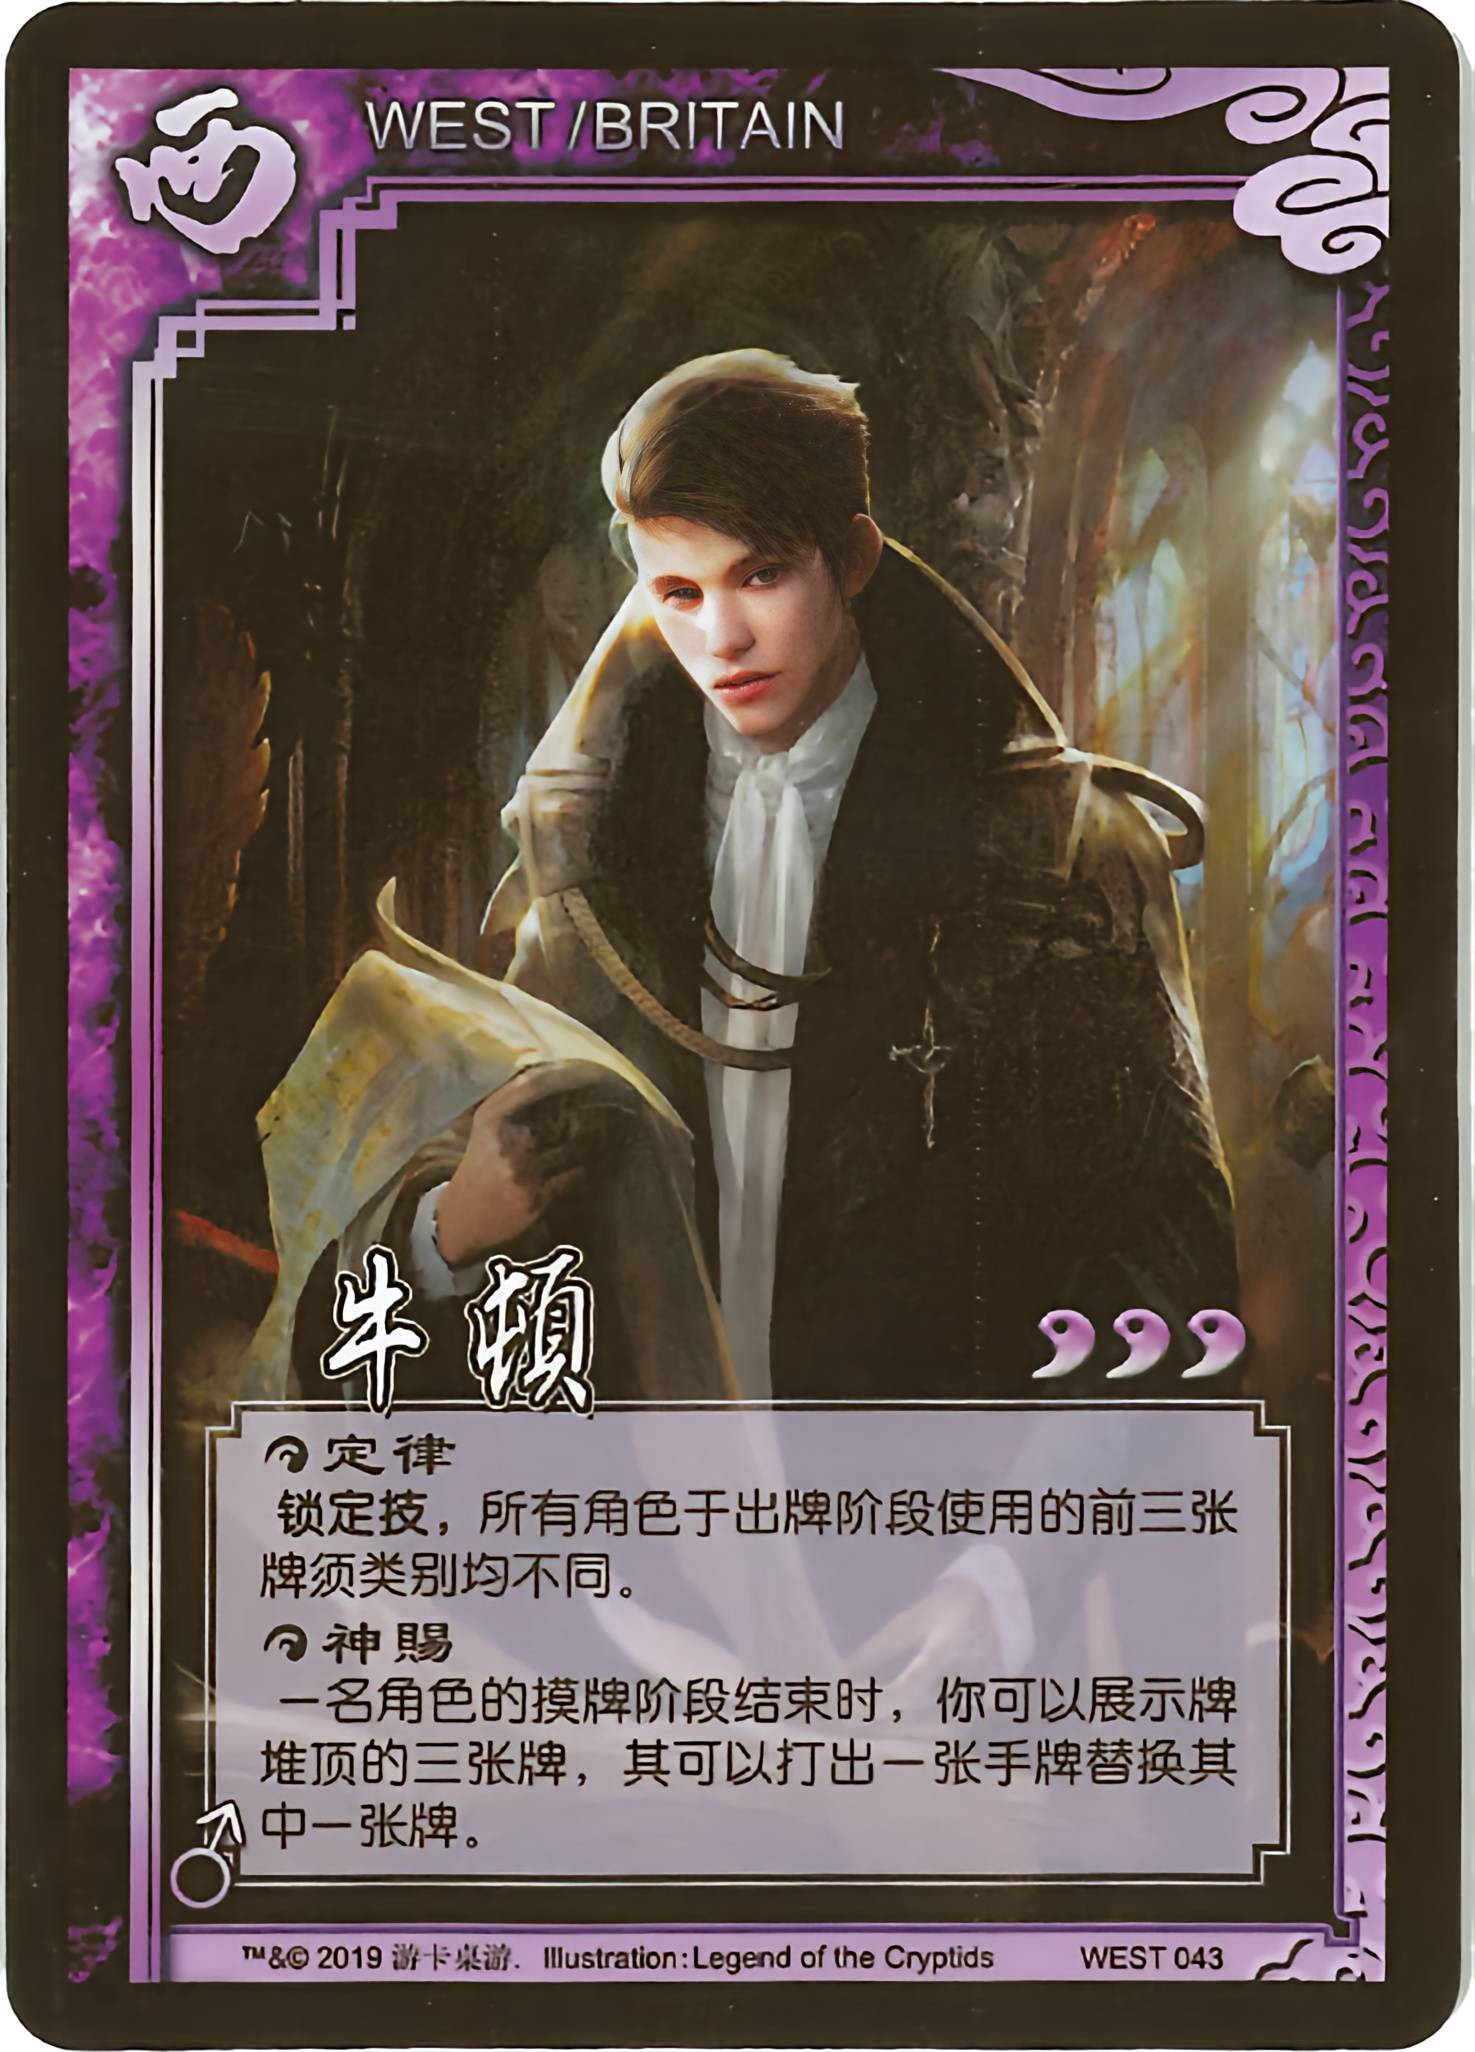 西
WEST/BRITAIN
牛頓
定律
锁定技，所有角色于出牌阶段使用的前三张
牌须类别均不同。
神賜
一名角色的摸牌阶段结束时，你可以展示牌
堆顶的三张牌，其可以打出一张手牌替换其
中一张牌。
™&© 2019 游卡桌游. Illustration:Legend of the Cryptids WEST 043